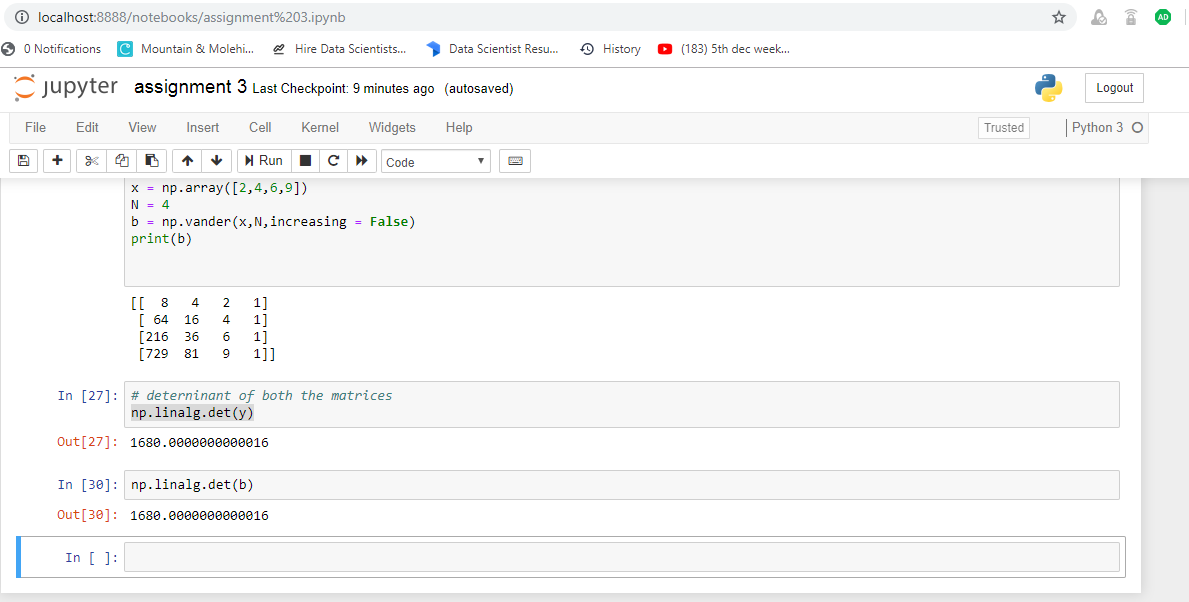 localhost:8888/notebooks/assignment%203.ipynb
AD
0 Notifications C Mountain & Molehi... Hire Data Scientists... Data Scientist Resu... History (183) 5th dec week...
jupyter assignment 3 Last Checkpoint: 9 minutes ago (autosaved) Logout
File Edit View Insert Cell Kernel Widgets Help Trusted Python 3
Run Code
x = np.array([2,4,6,9])
N = 4
b = np.vander(x,N,increasing = False)
print(b)
[[  8   4   2   1]
 [ 64  16   4   1]
 [216  36   6   1]
 [729  81   9   1]]
In [27]: # deterninant of both the matrices
np.linalg.det(y)
Out[27]: 1680.0000000000016
In [30]: np.linalg.det(b)
Out[30]: 1680.0000000000016
In [ ]: